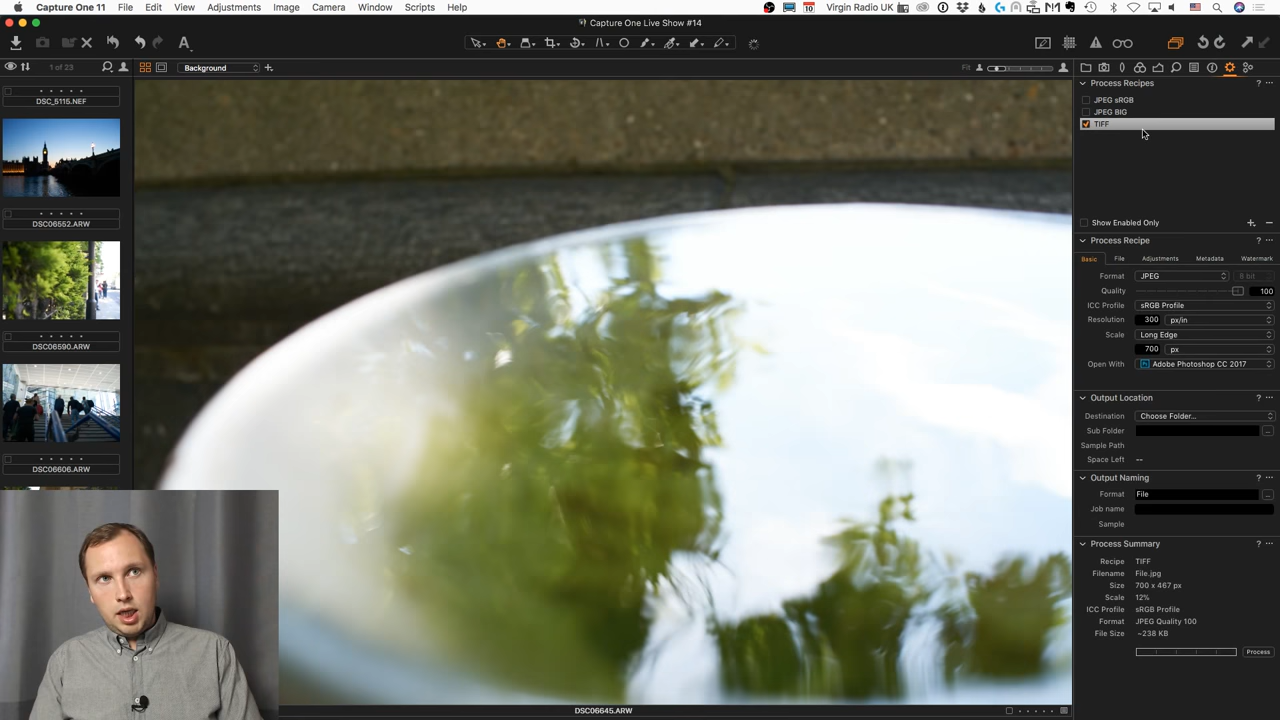 Capture One 11 File Edit View Adjustments Image Camera Window Scripts Help Virgin Radio UK 10
Capture One Live Show #14
1 of 23 Background Fit
DSC_5115.NEF
DSC06552.ARW
DSC06590.ARW
DSC06606.ARW
DSC06645.ARW
Process Recipes ? ...
JPEG sRGB
JPEG BIG
TIFF
Show Enabled Only
Process Recipe ? ...
Basic File Adjustments Metadata Watermark
Format JPEG 8 bit
Quality 100
ICC Profile sRGB Profile
Resolution 300 px/in
Scale Long Edge
700 px
Open With Adobe Photoshop CC 2017
Output Location ? ...
Destination Choose Folder...
Sub Folder ...
Sample Path
Space Left --
Output Naming ? ...
Format File ...
Job name
Sample
Process Summary ? ...
Recipe TIFF
Filename File.jpg
Size 700 x 467 px
Scale 12%
ICC Profile sRGB Profile
Format JPEG Quality 100
File Size ~238 KB
Process